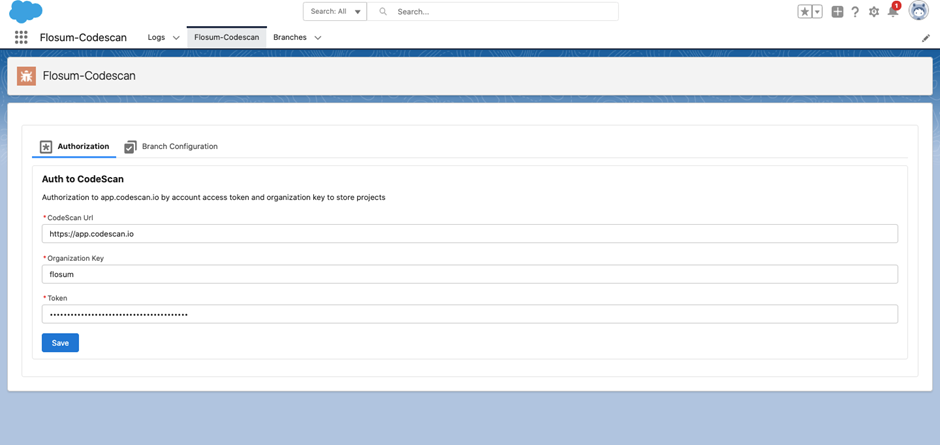 Search: All
Search...
1
Flosum-Codescan
Logs
Flosum-Codescan
Branches
Flosum-Codescan
Authorization
Branch Configuration
Auth to CodeScan
Authorization to app.codescan.io by account access token and organization key to store projects
*CodeScan Url
https://app.codescan.io
*Organization Key
flosum
*Token
••••••••••••••••••••••••••••••••••••••••
Save